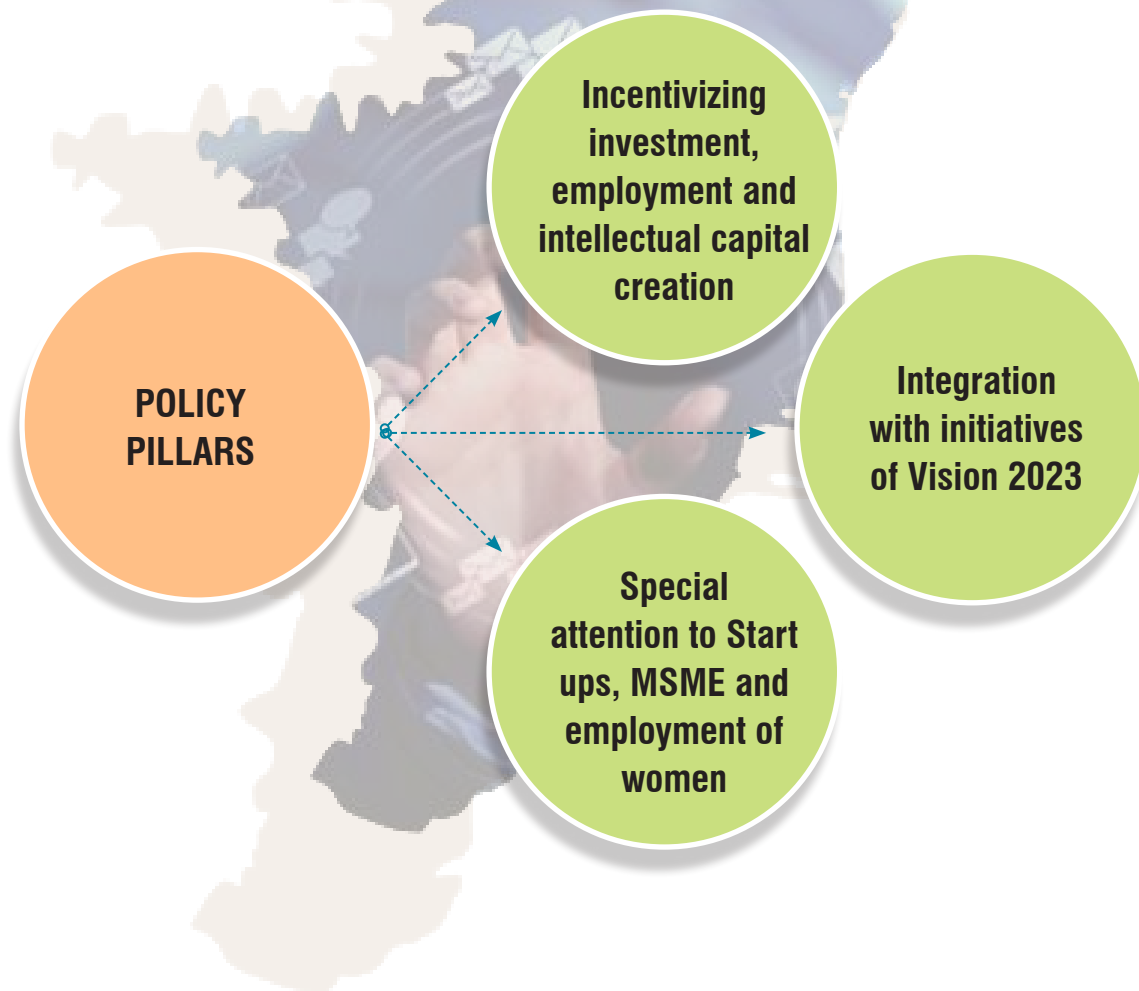 POLICY
PILLARS
Incentivizing
investment,
employment and
intellectual capital
creation
Integration
with initiatives
of Vision 2023
Special
attention to Start
ups, MSME and
employment of
women